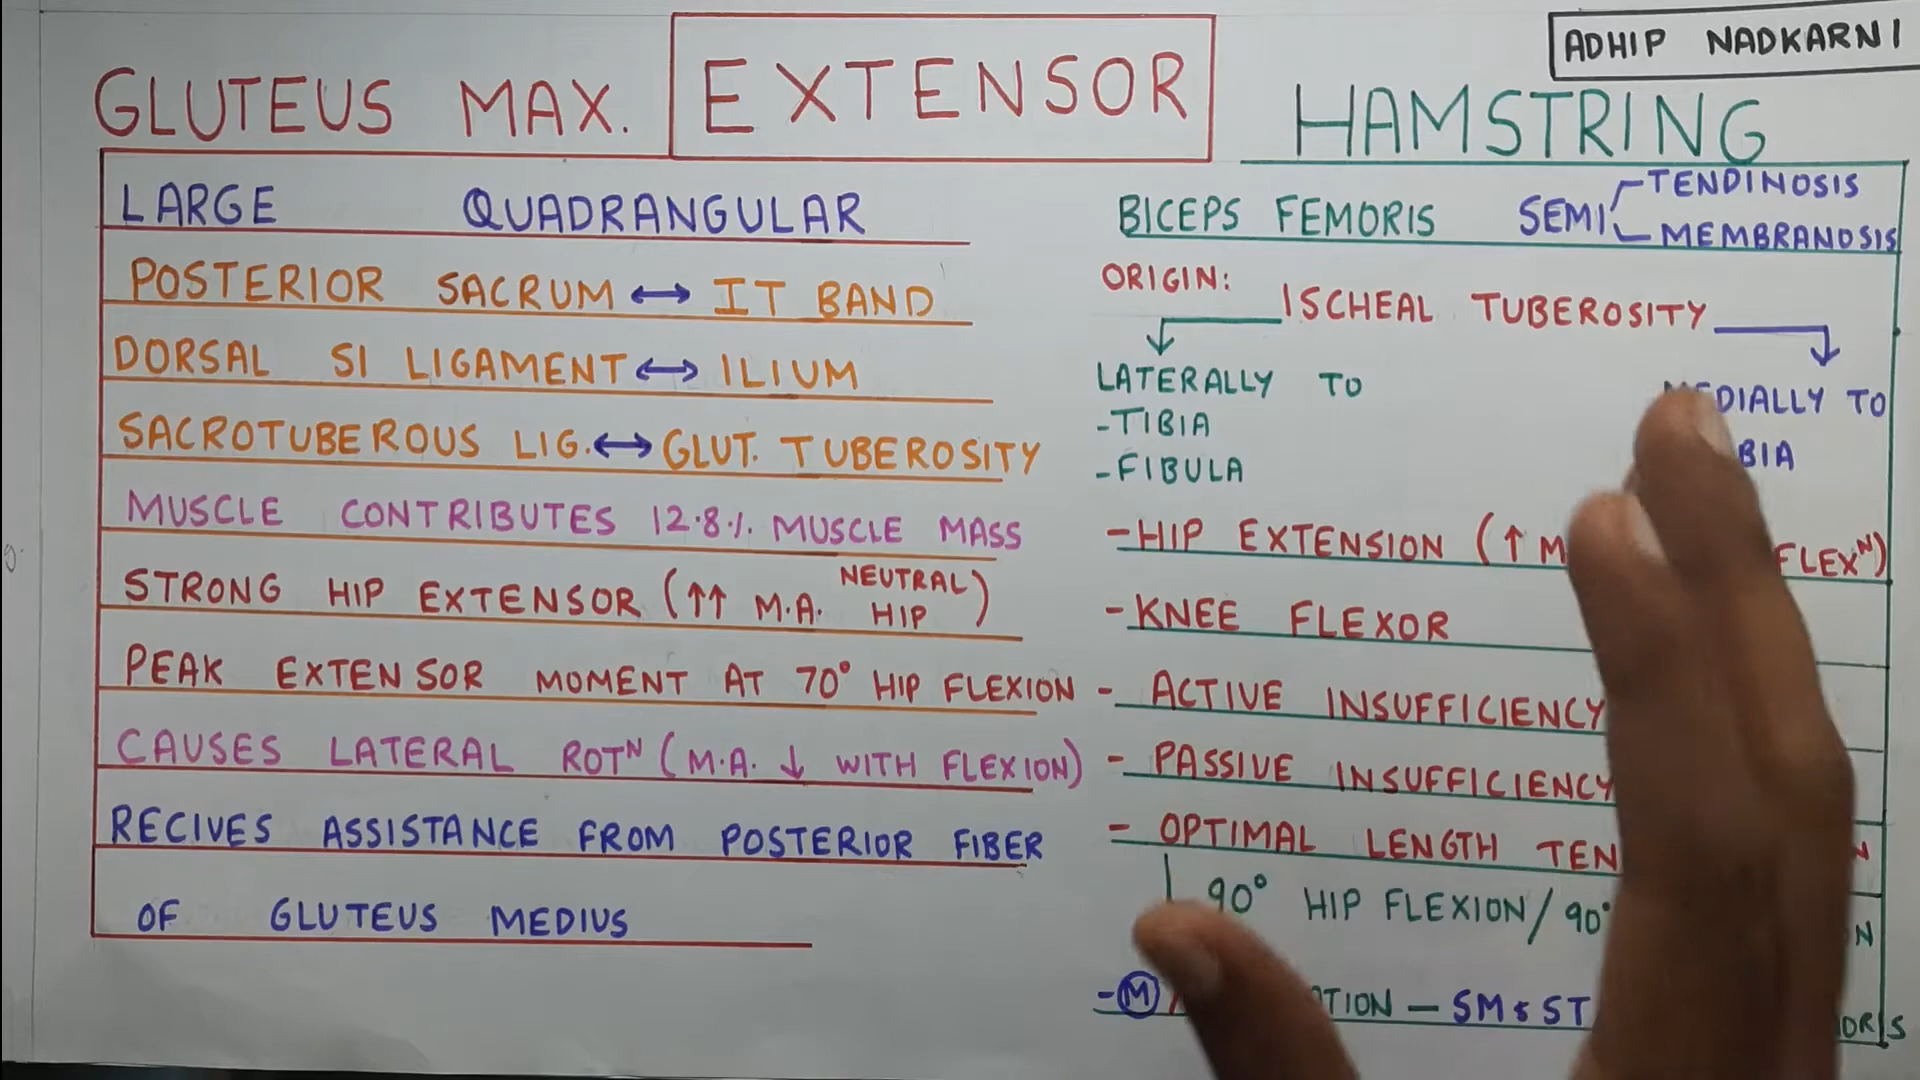 ADHIP NADKARNI
GLUTEUS MAX.
EXTENSOR
HAMSTRING
LARGE QUADRANGULAR
POSTERIOR SACRUM ↔ IT BAND
DORSAL SI LIGAMENT ↔ ILIUM
SACROTUBEROUS LIG. ↔ GLUT. TUBEROSITY
MUSCLE CONTRIBUTES 12.8% MUSCLE MASS
STRONG HIP EXTENSOR (↑↑ M.A. NEUTRAL HIP)
PEAK EXTENSOR MOMENT AT 70° HIP FLEXION
CAUSES LATERAL ROTᴺ (M.A. ↓ WITH FLEXION)
RECIVES ASSISTANCE FROM POSTERIOR FIBER
OF GLUTEUS MEDIUS
BICEPS FEMORIS SEMI
TENDINOSIS
MEMBRANOSIS
ORIGIN: ISCHEAL TUBEROSITY
LATERALLY TO
-TIBIA
-FIBULA
MEDIALLY TO
- HIP EXTENSION (↑ M FLEXᴺ)
- KNEE FLEXOR
- ACTIVE INSUFFICIENCY
- PASSIVE INSUFFICIENCY
- OPTIMAL LENGTH TEN
90° HIP FLEXION/ 90°
- M — SM & ST